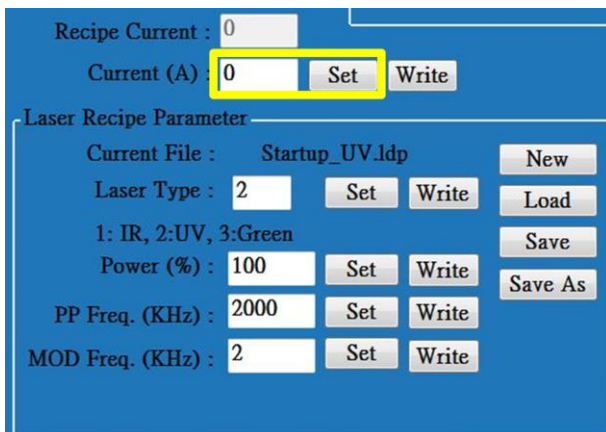 Recipe Current : 0
Current (A) : 0 Set Write
Laser Recipe Parameter
Current File : Startup_UV.ldp New
Laser Type : 2 Set Write Load
1: IR, 2:UV, 3:Green Save
Power (%) : 100 Set Write Save As
PP Freq. (KHz) : 2000 Set Write
MOD Freq. (KHz) : 2 Set Write